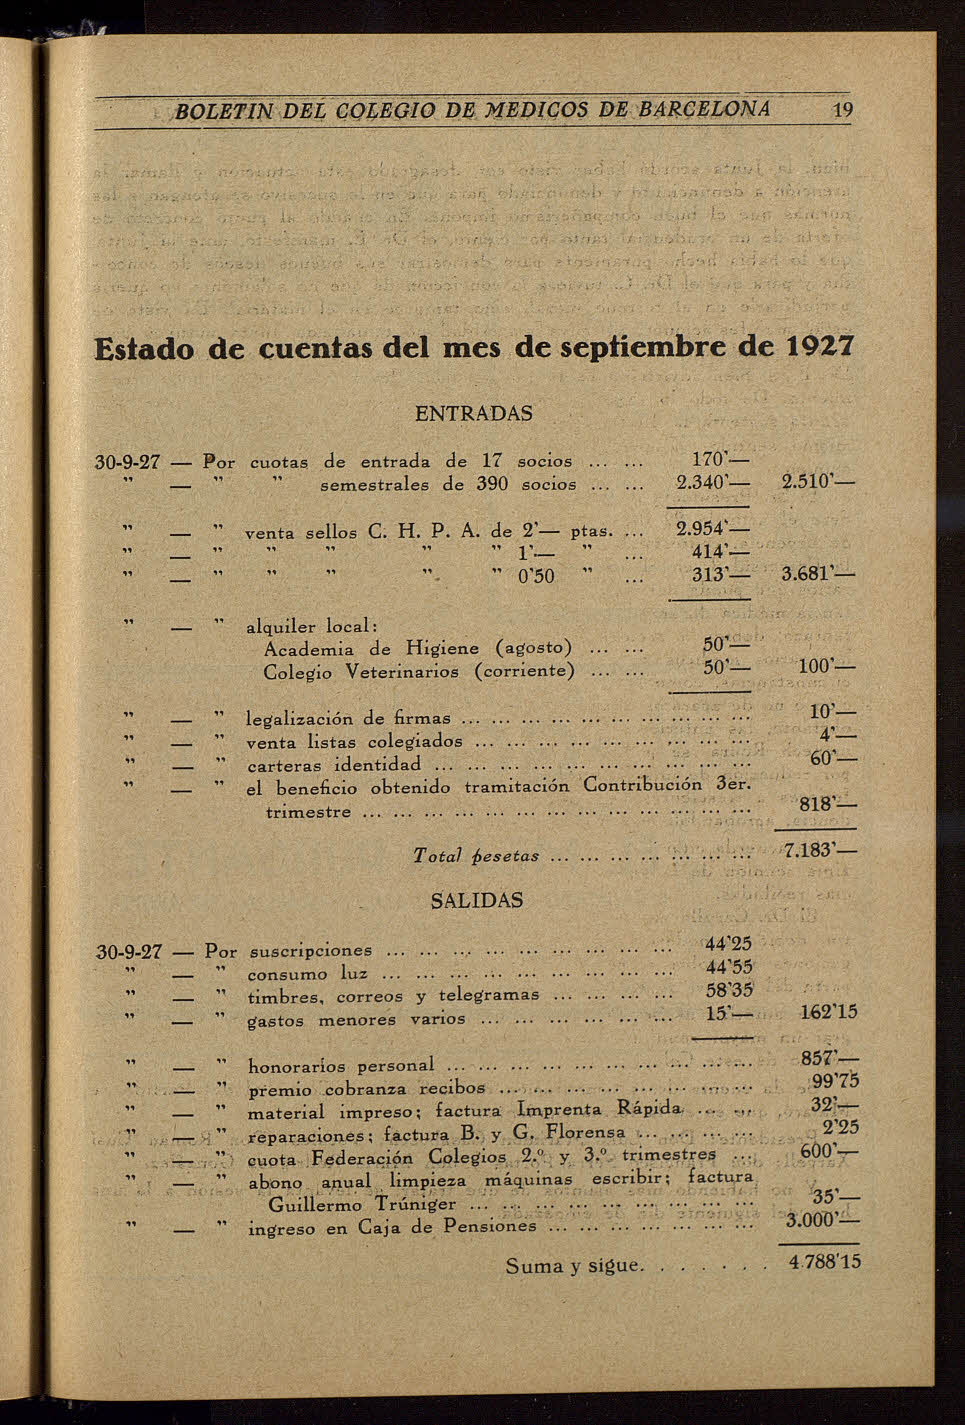 BOLETIN DEL COLEGIO DE MEDICOS DE BARCELONA 19
Estado de cuentas del mes de septiembre de 1927
ENTRADAS
30-9-27 — Por cuotas de entrada de 17 socios ... ... 170'—
" — " " semestrales de 390 socios ... ... 2.340'— 2.510'—
" — " venta sellos C. H. P. A. de 2'— ptas. ... 2.954'—
" — " " " " " 1'— " ... 414'—
" — " " " " " 0'50 " ... 313'— 3.681'—
" — " alquiler local:
Academia de Higiene (agosto) ... ... 50'—
Colegio Veterinarios (corriente) ... ... 50'— 100'—
" — " legalización de firmas ... ... ... ... ... ... ... ... ... ... 10'—
" — " venta listas colegiados ... ... ... ... ... ... ... ... ... 4'—
" — " carteras identidad ... ... ... ... ... ... ... ... ... ... 60'—
" — " el beneficio obtenido tramitación Contribución 3er.
trimestre ... ... ... ... ... ... ... ... ... ... ... ... ... 818'—
Total pesetas ... ... ... ... ... ... ... 7.183'—
SALIDAS
30-9-27 — Por suscripciones ... ... ... ... ... ... ... ... ... 44'25
" — " consumo luz ... ... ... ... ... ... ... ... ... 44'55
" — " timbres, correos y telegramas ... ... ... ... 58'35
" — " gastos menores varios ... ... ... ... ... ... 15'— 162'15
" — " honorarios personal ... ... ... ... ... ... ... ... ... ... 857'—
" — " premio cobranza recibos ... ... ... ... ... ... ... ... 99'75
" — " material impreso; factura Imprenta Rápida ... ... 32'—
" — " reparaciones; factura B. y G. Florensa ... ... ... ... 2'25
" — " cuota Federación Colegios 2.º y 3.º trimestres ... 600'—
" — " abono anual limpieza máquinas escribir; factura
Guillermo Trúniger ... ... ... ... ... ... ... ... ... 35'—
" — " ingreso en Caja de Pensiones ... ... ... ... ... ... ... 3.000'—
Suma y sigue. . . . . . . 4.788'15